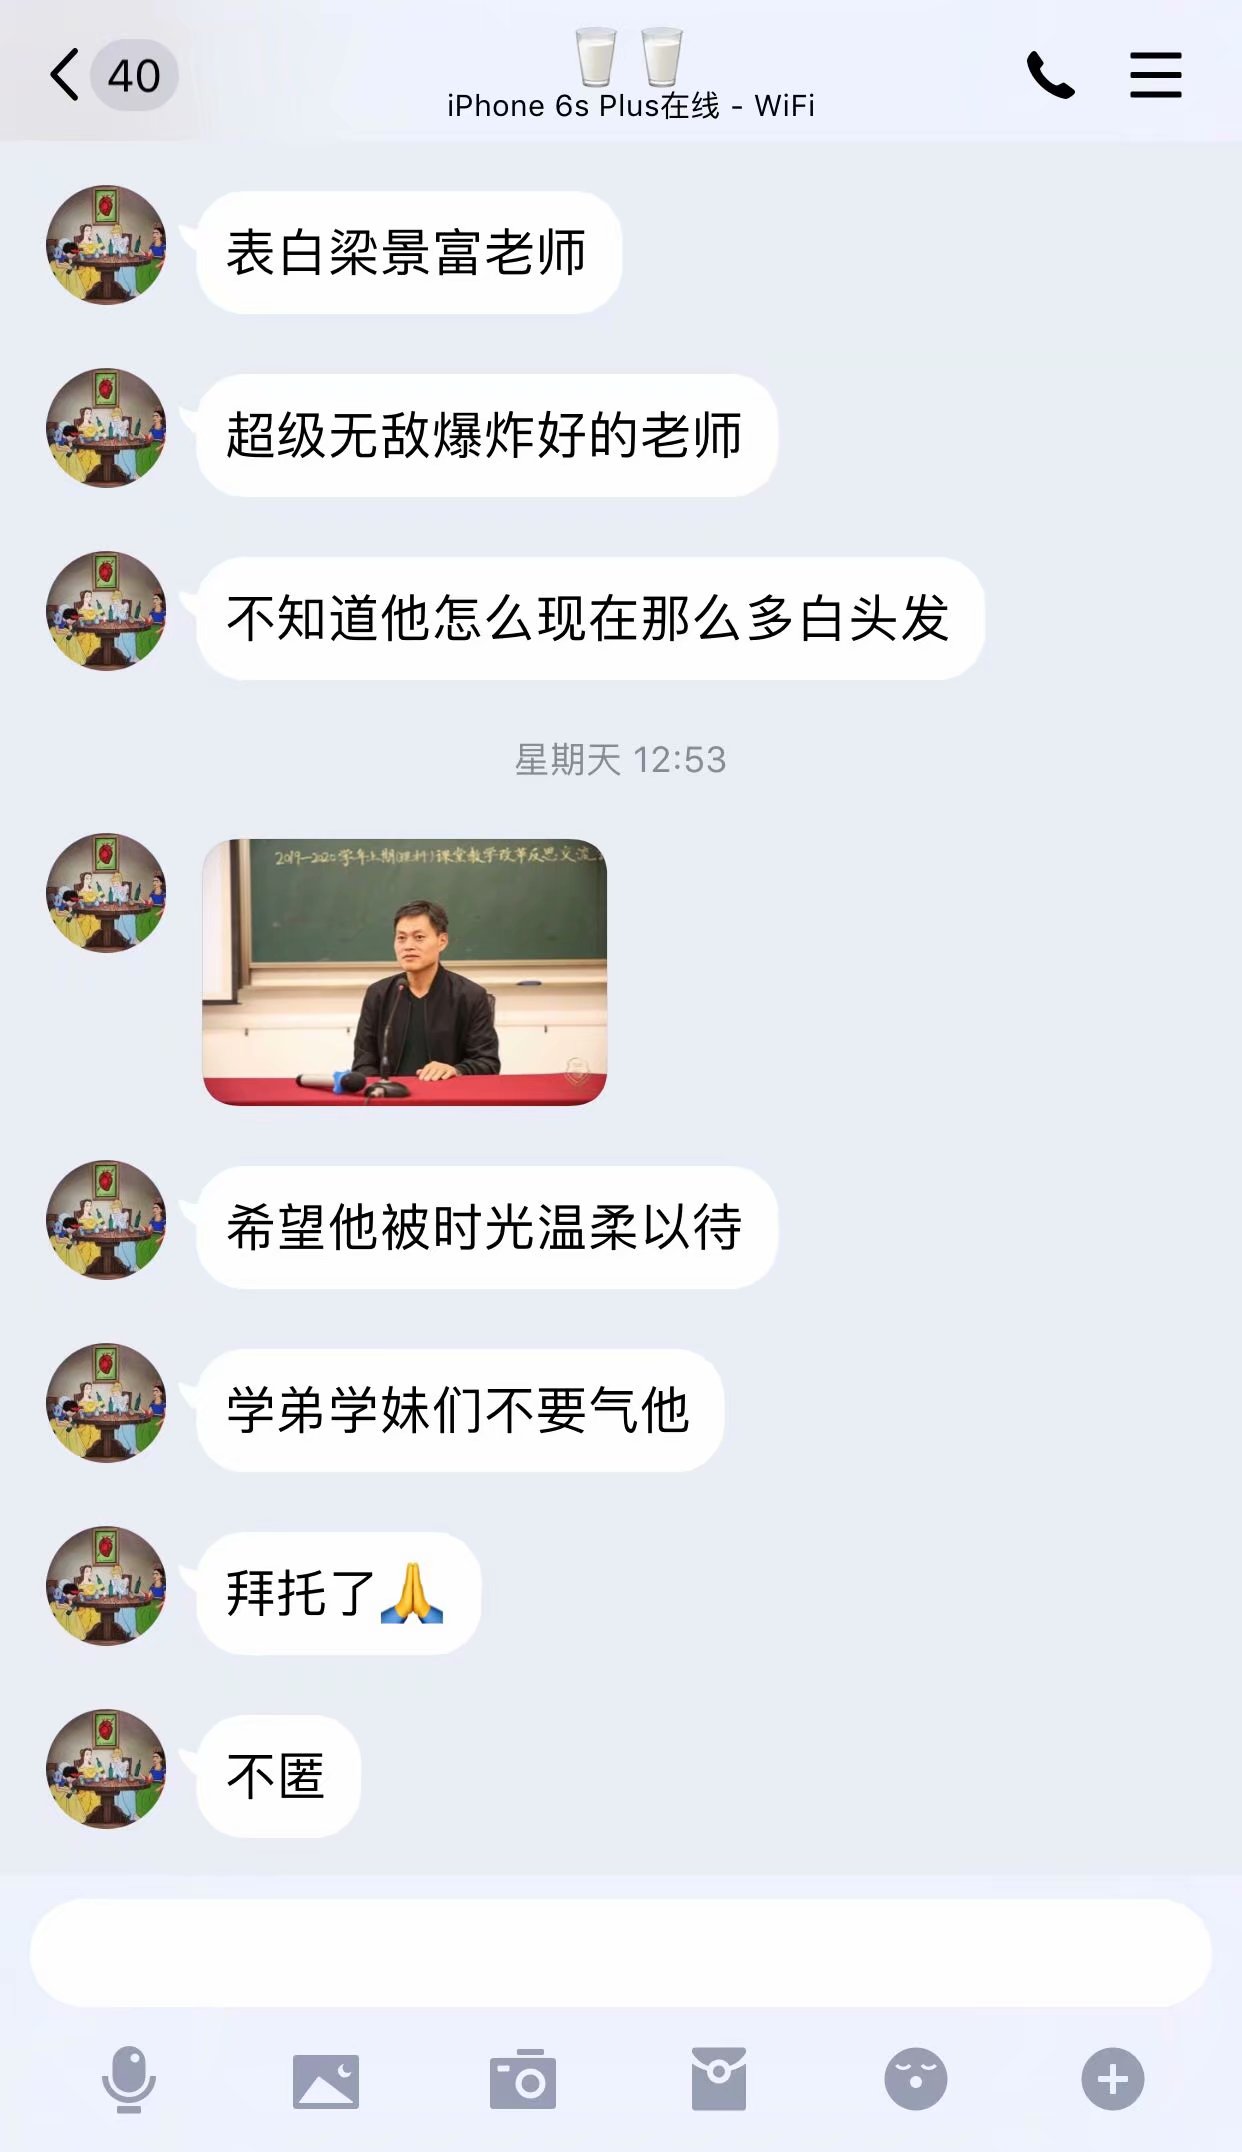 40
iPhone 6s Plus在线 - WiFi
表白梁景富老师
超级无敌爆炸好的老师
不知道他怎么现在那么多白头发
星期天 12:53
2019—2020学年上期(理科)课堂教学改革反思交流
希望他被时光温柔以待
学弟学妹们不要气他
拜托了🙏
不匿